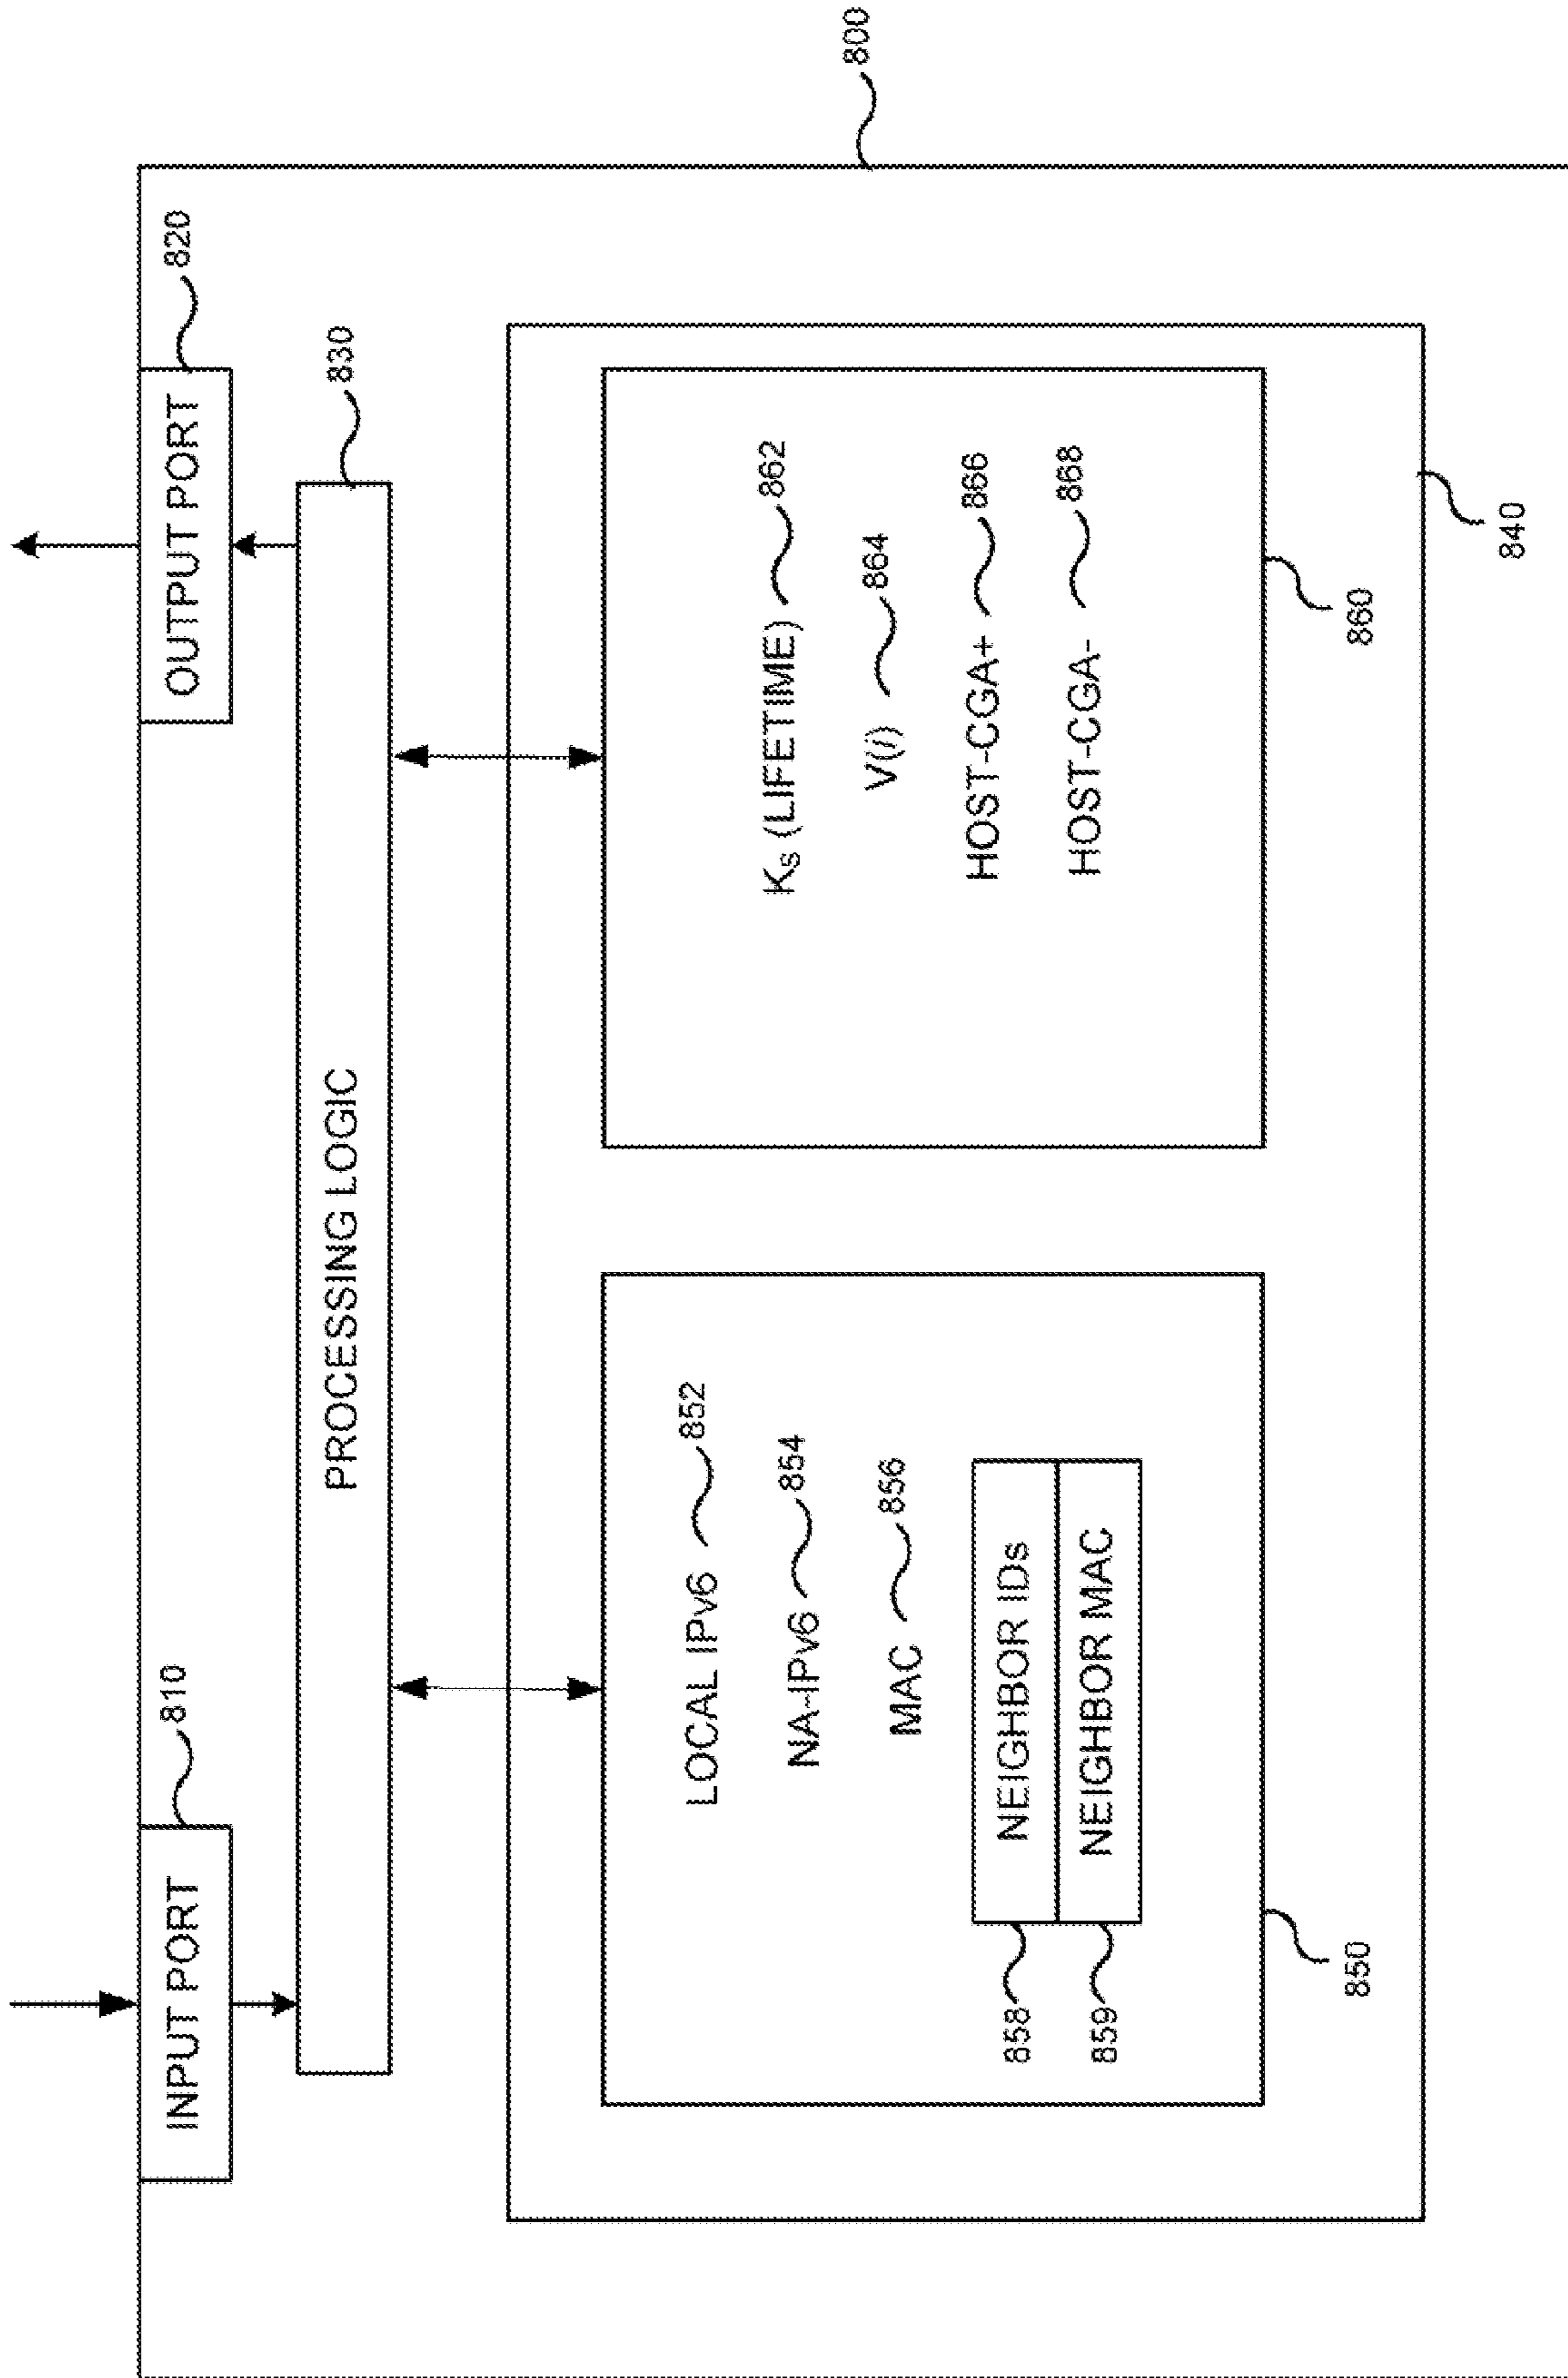 800
INPUT PORT
810
OUTPUT PORT
820
PROCESSING LOGIC
830
LOCAL IPv6
852
NA-IPv6
854
MAC
856
858
NEIGHBOR IDs
859
NEIGHBOR MAC
850
KS (LIFETIME)
862
V(i)
864
HOST-CGA+
866
HOST-CGA-
868
860
840